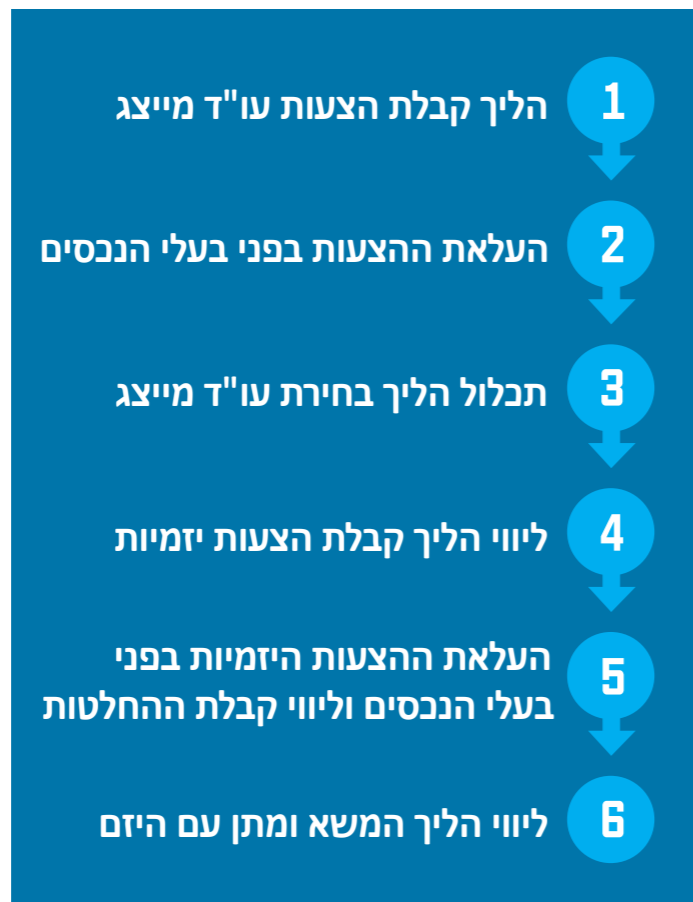 1 הליך קבלת הצעות עו"ד מייצג
2 העלאת ההצעות בפני בעלי הנכסים
3 תכלול הליך בחירת עו"ד מייצג
4 ליווי הליך קבלת הצעות יזמיות
5 העלאת ההצעות היזמיות בפני
בעלי הנכסים וליווי קבלת ההחלטות
6 ליווי הליך המשא ומתן עם היזם